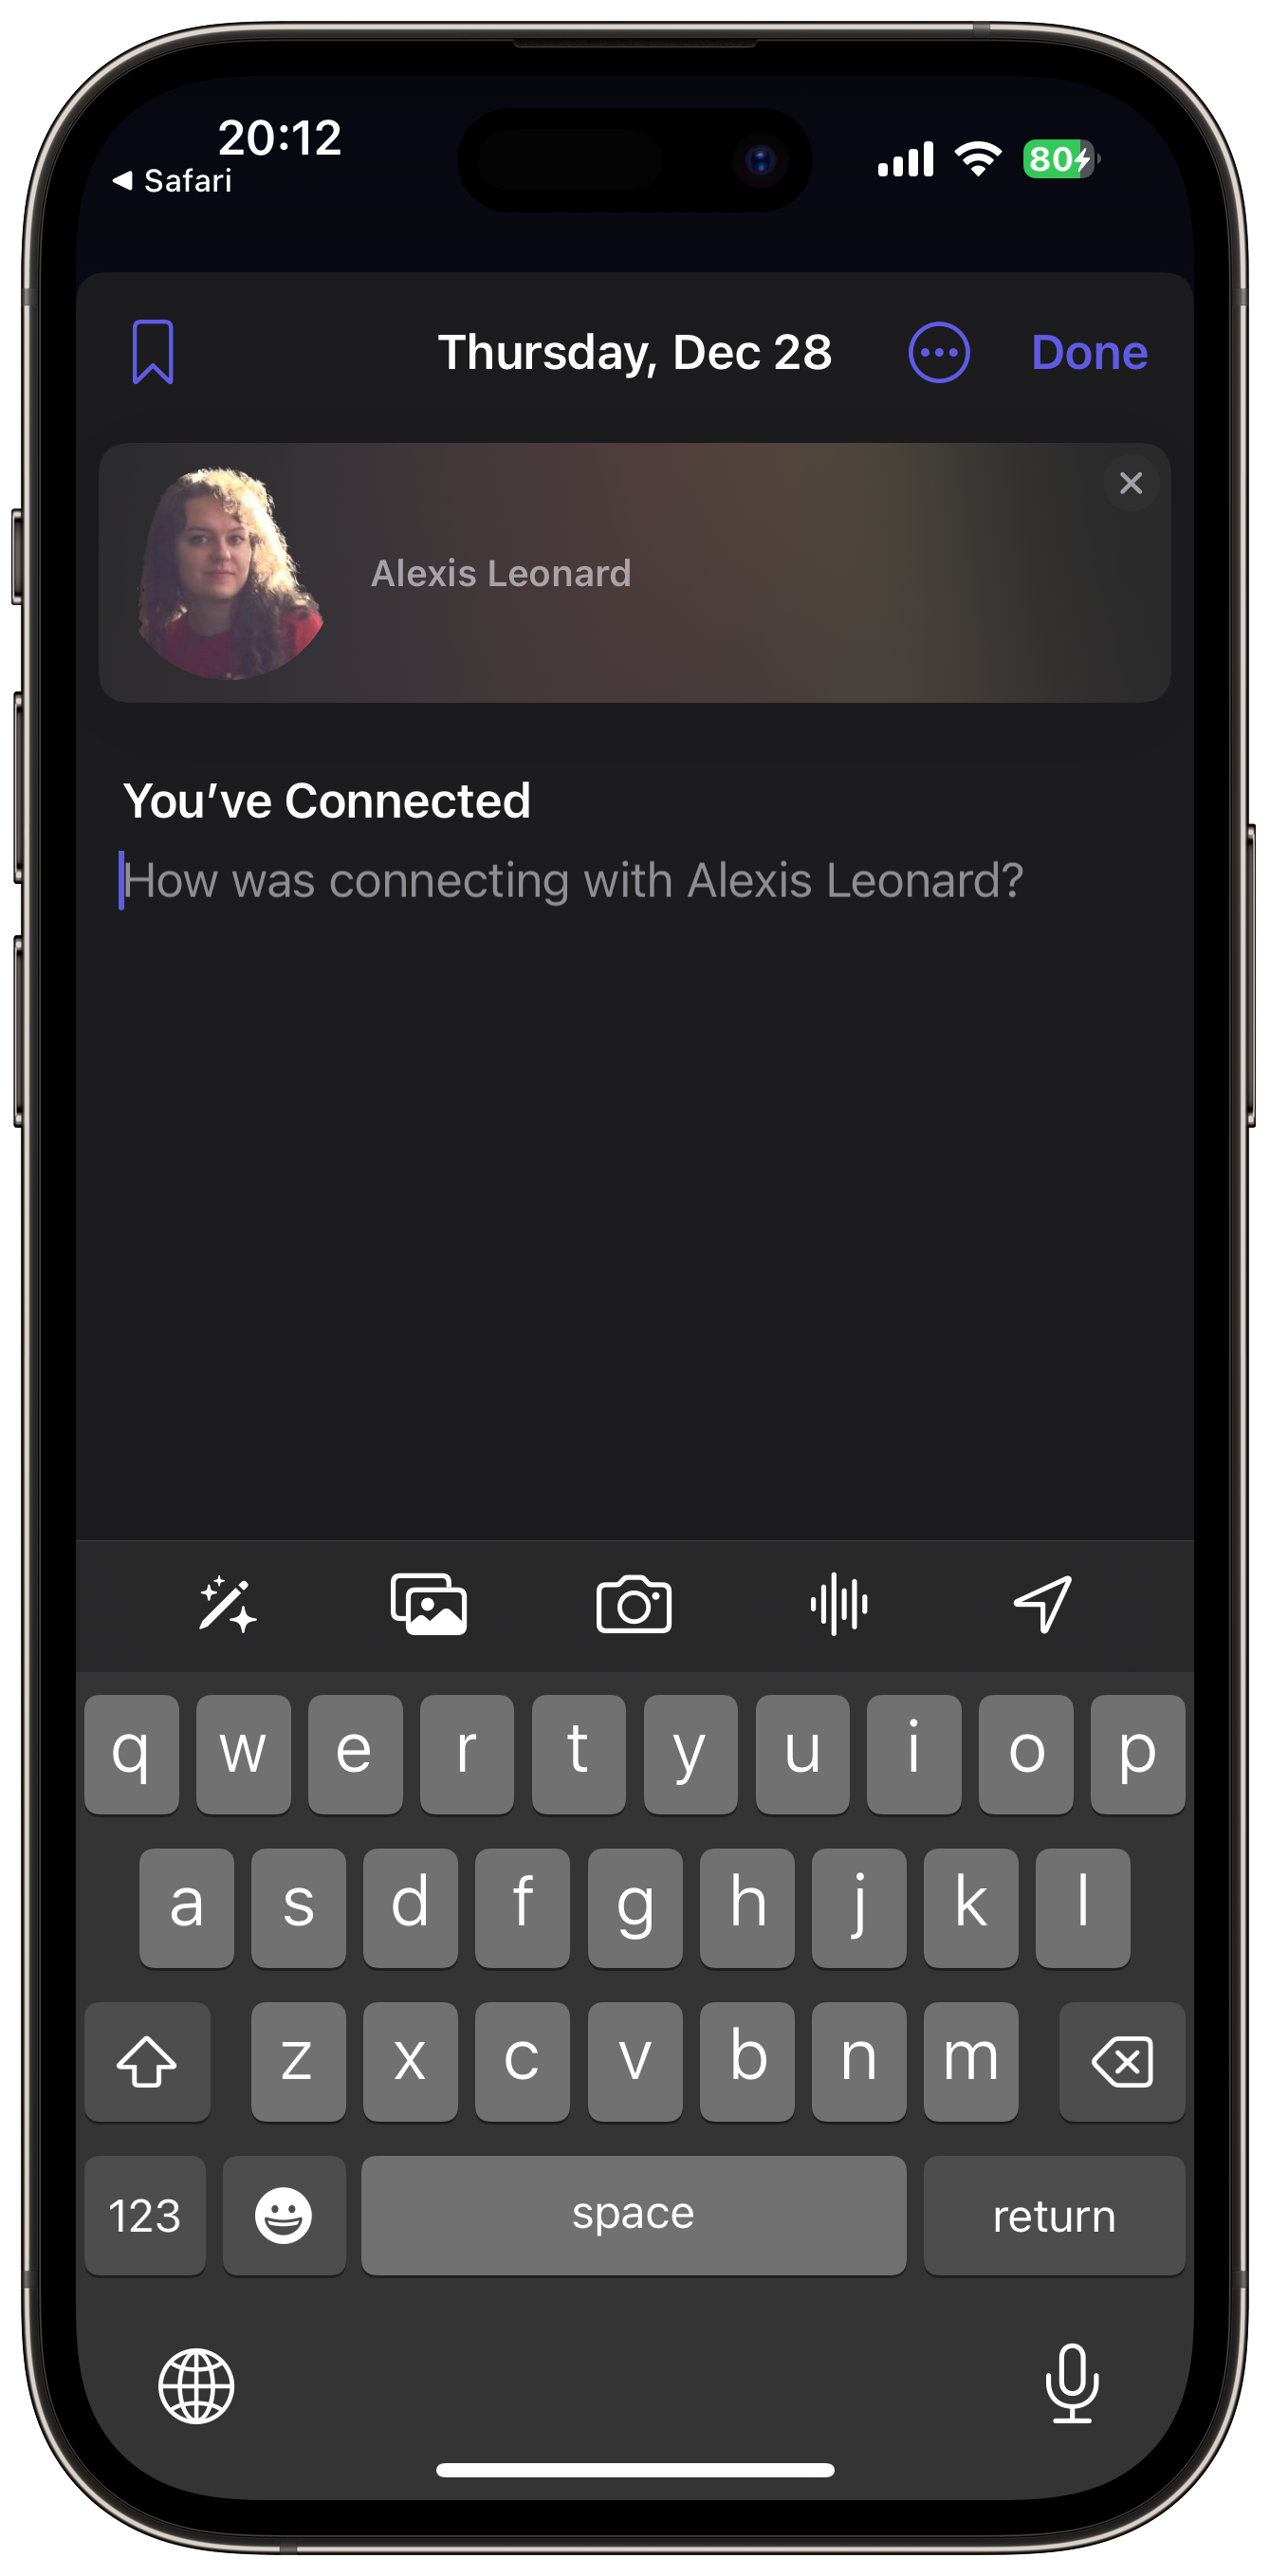 20:12
Safari
80
Thursday, Dec 28
Done
Alexis Leonard
You’ve Connected
How was connecting with Alexis Leonard?
q w e r t y u i o p
a s d f g h j k l
z x c v b n m
123 space return